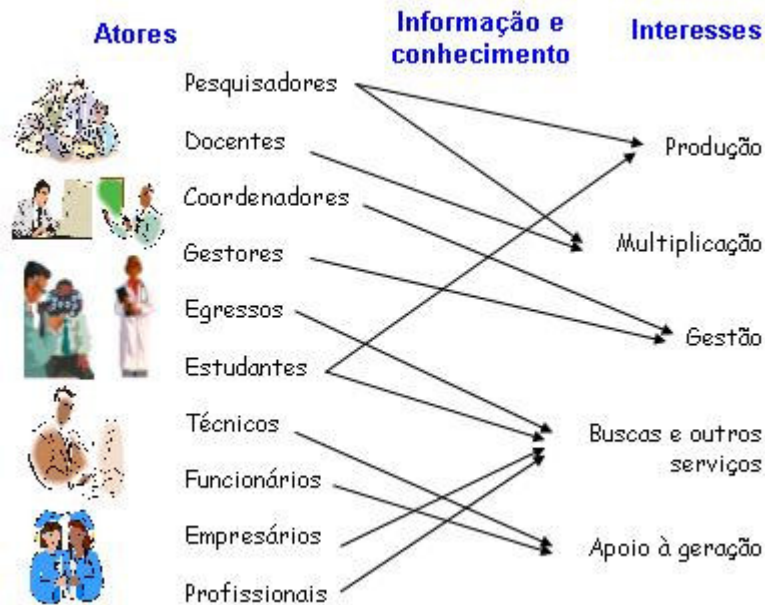 Atores
Informação e
conhecimento
Interesses
Pesquisadores
Docentes
Coordenadores
Gestores
Egressos
Estudantes
Técnicos
Funcionários
Empresários
Profissionais
Produção
Multiplicação
Gestão
Buscas e outros
serviços
Apoio à geração